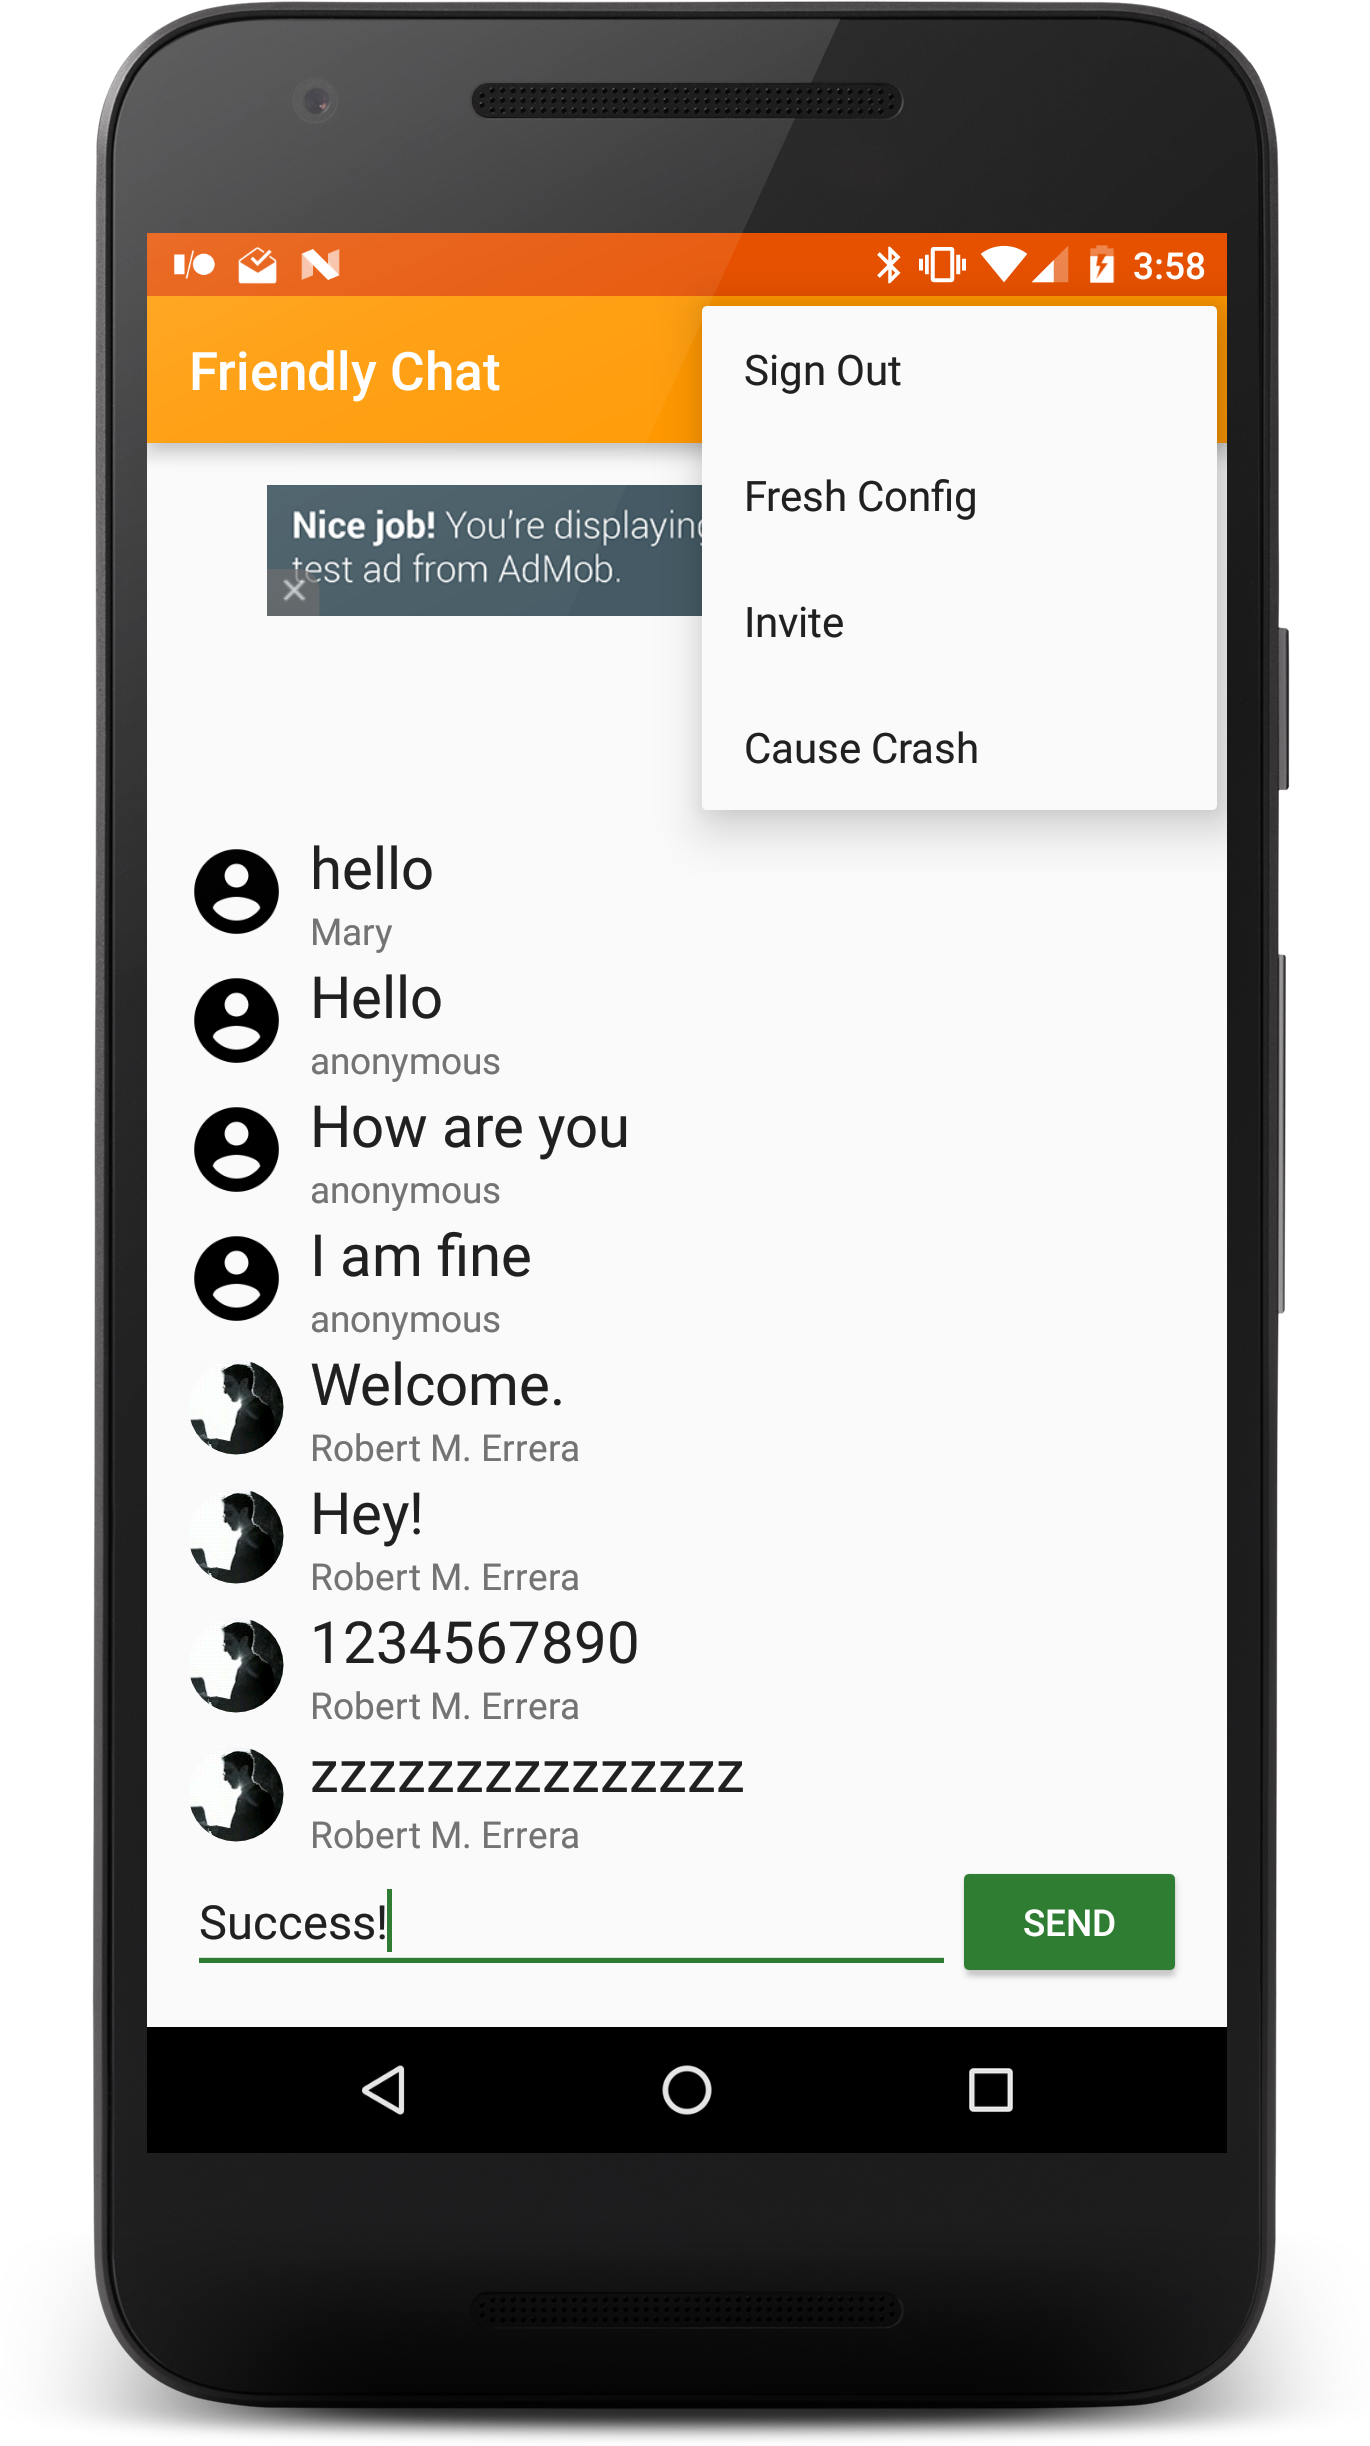 3:58
Friendly Chat
Sign Out
Fresh Config
Invite
Cause Crash
Nice job! You're displaying
test ad from AdMob.
hello
Mary
Hello
anonymous
How are you
anonymous
I am fine
anonymous
Welcome.
Robert M. Errera
Hey!
Robert M. Errera
1234567890
Robert M. Errera
zzzzzzzzzzzzzzz
Robert M. Errera
Success!
SEND